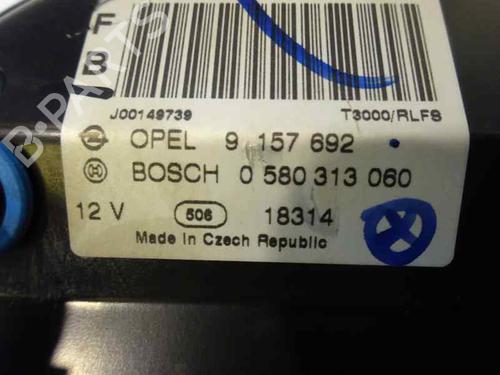 F
B
J00149739 T3000/RLFS
OPEL 9 157 692
BOSCH 0 580 313 060
12 V 506 18314
Made in Czech Republic
B-PARTS